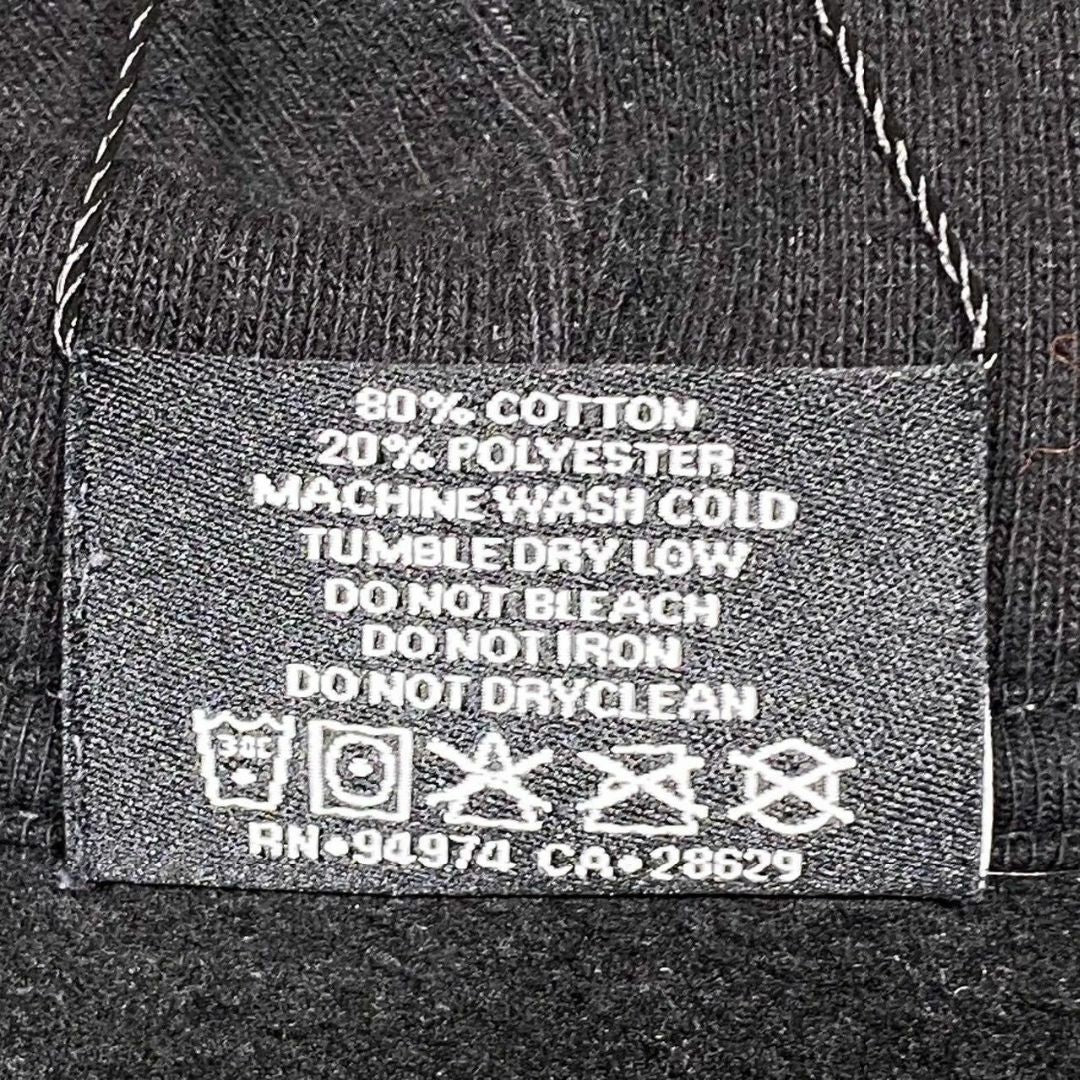 80% COTTON
20% POLYESTER
MACHINE WASH COLD
TUMBLE DRY LOW
DO NOT BLEACH
DO NOT IRON
DO NOT DRYCLEAN
30C
RN•94974 CA•28629